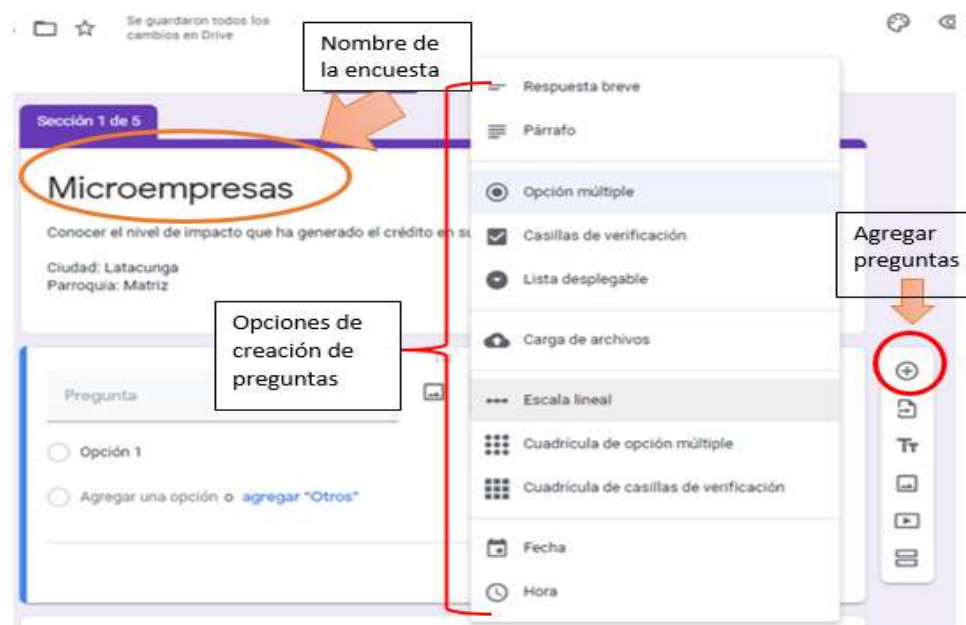 Se guardaron todos los
cambios en Drive
Nombre de
la encuesta
Sección 1 de 5
Microempresas
Conocer el nivel de impacto que ha generado el crédito en su
Ciudad: Latacunga
Parroquia: Matriz
Opciones de
creación de
preguntas
Pregunta
Opción 1
Agregar una opción o agregar "Otros"
Respuesta breve
Párrafo
Opción múltiple
Casillas de verificación
Lista desplegable
Carga de archivos
Escala lineal
Cuadrícula de opción múltiple
Cuadrícula de casillas de verificación
Fecha
Hora
Agregar
preguntas
Tт